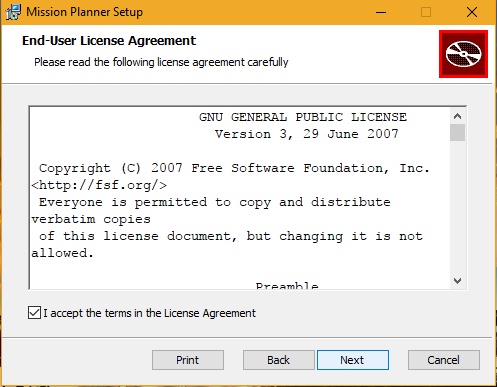 Mission Planner Setup
End-User License Agreement
Please read the following license agreement carefully
GNU GENERAL PUBLIC LICENSE
Version 3, 29 June 2007
Copyright (C) 2007 Free Software Foundation, Inc.
<http://fsf.org/>
Everyone is permitted to copy and distribute
verbatim copies
of this license document, but changing it is not
allowed.
Preamble
I accept the terms in the License Agreement
Print
Back
Next
Cancel